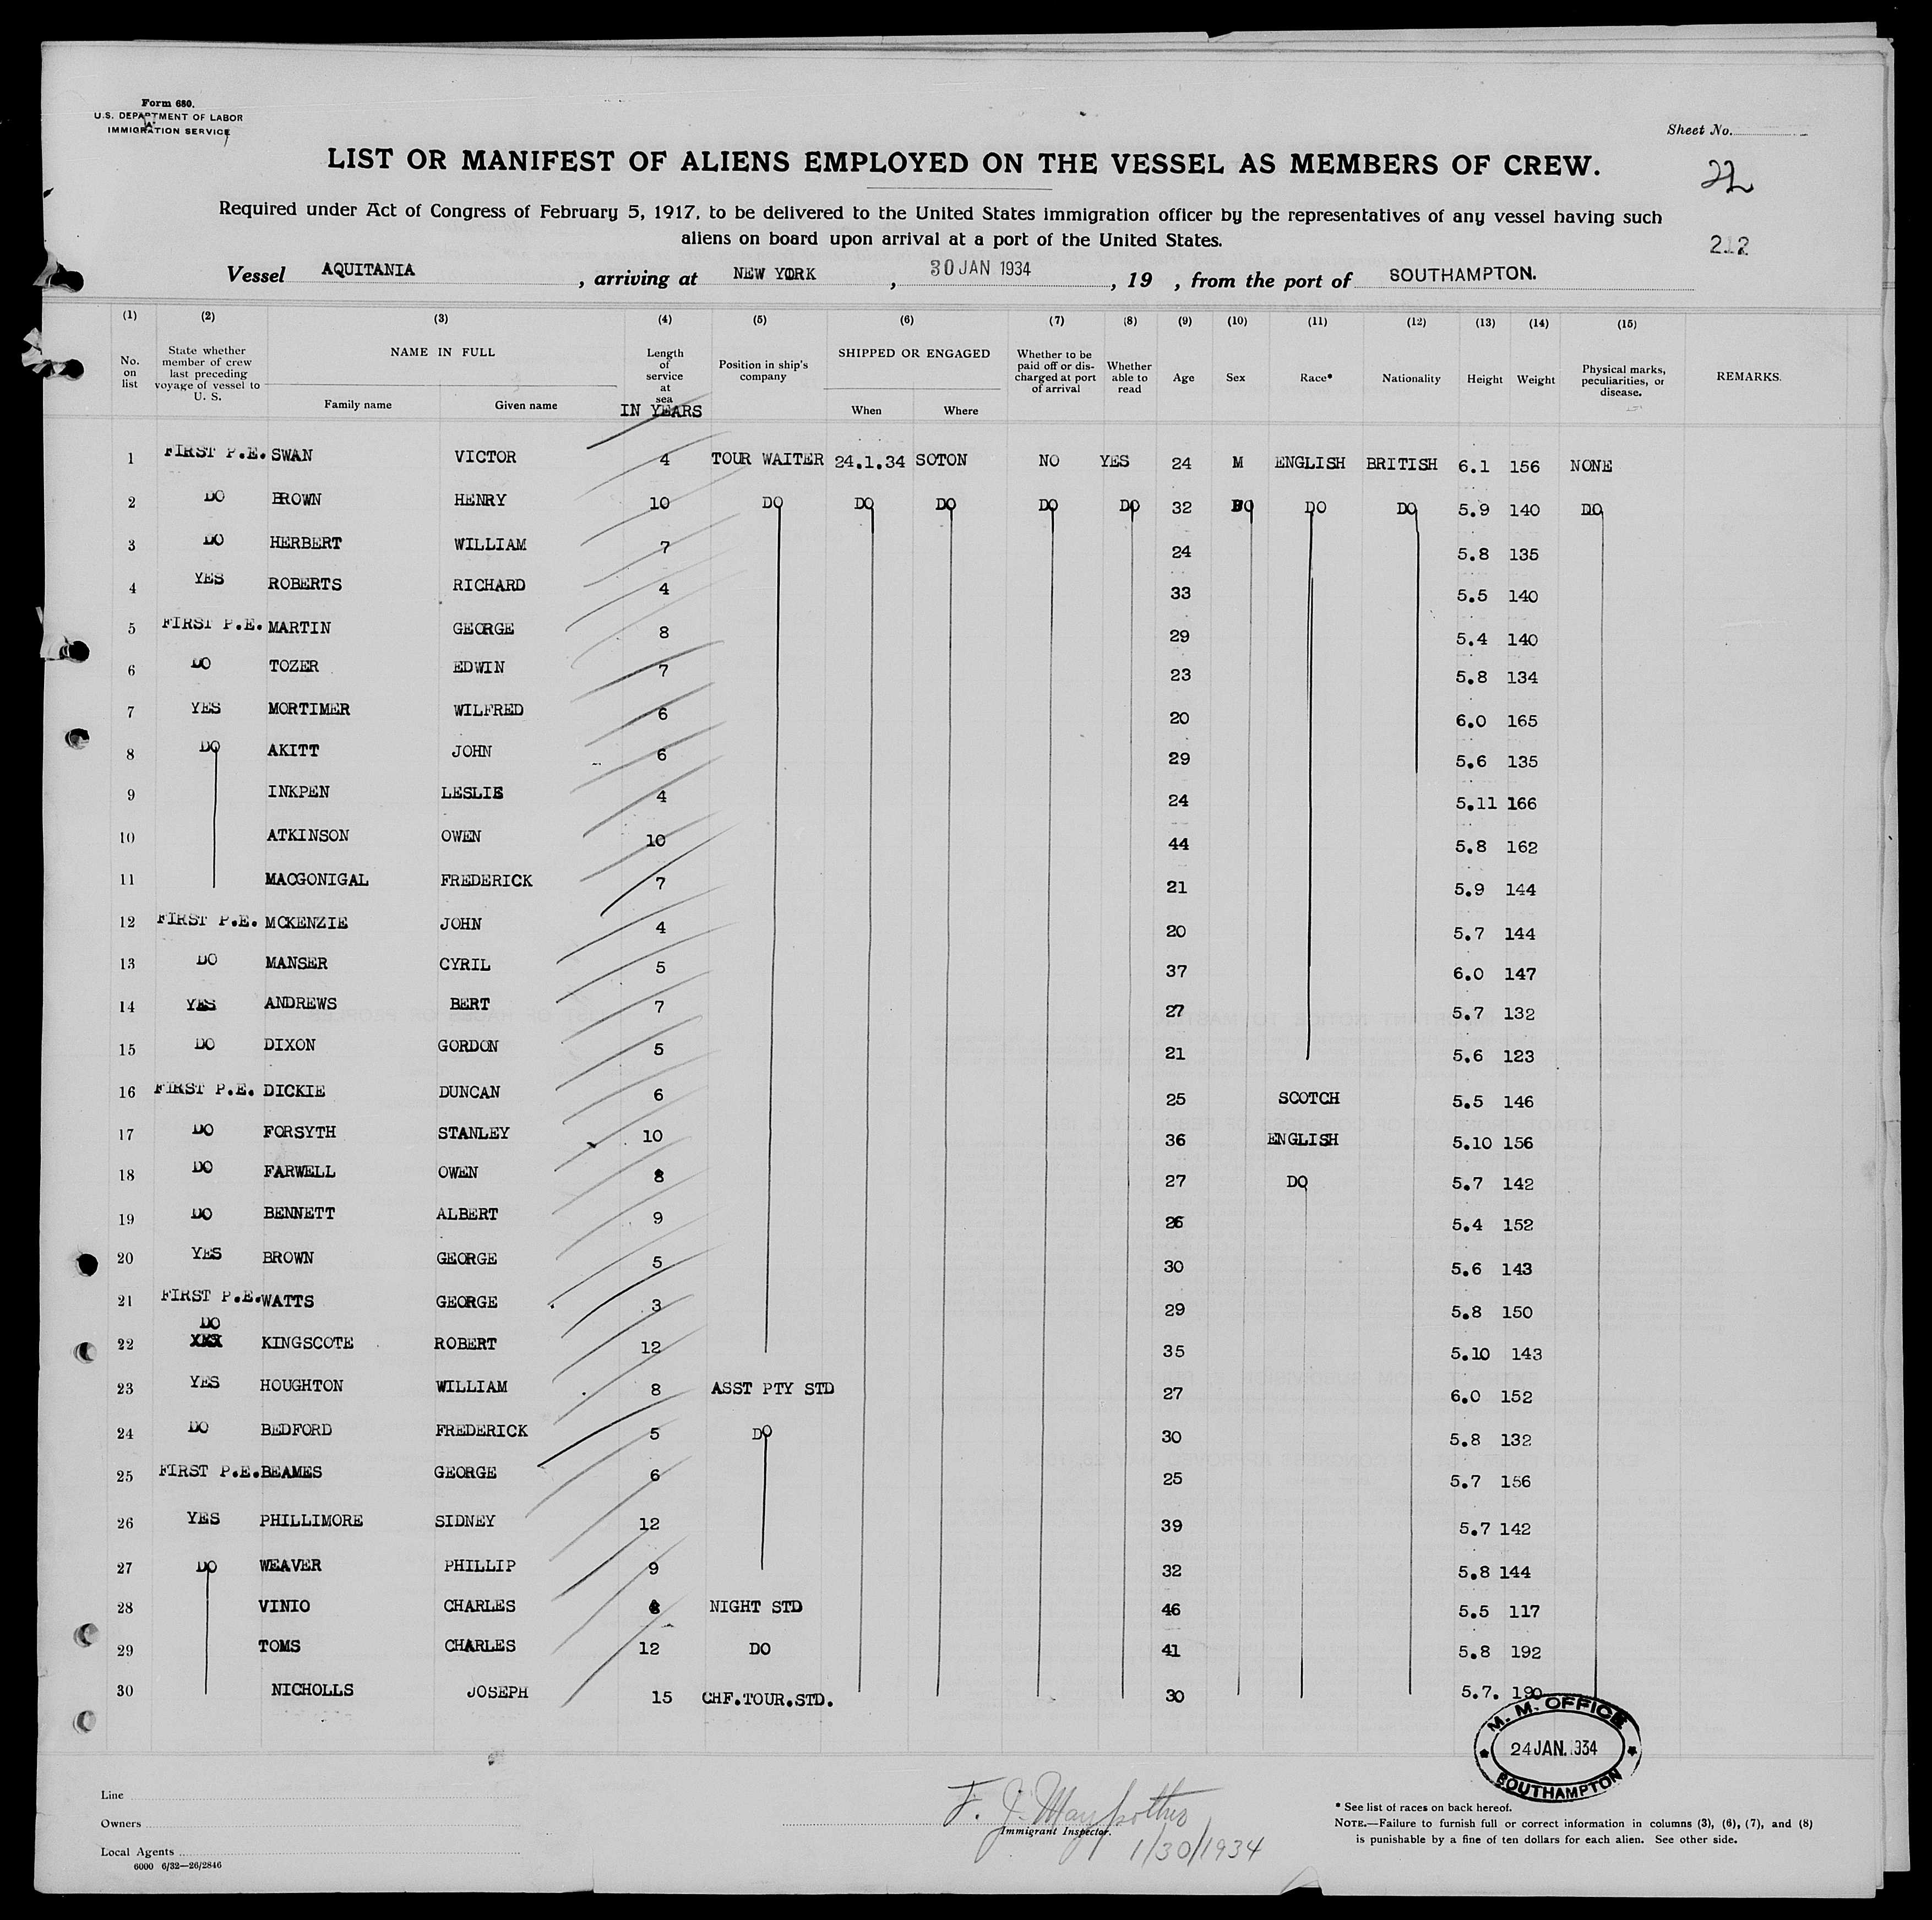 Form 680.
U.S. DEPARTMENT OF LABOR
IMMIGRATION SERVICE
Sheet No.
LIST OR MANIFEST OF ALIENS EMPLOYED ON THE VESSEL AS MEMBERS OF CREW.
22
Required under Act of Congress of February 5, 1917, to be delivered to the United States immigration officer by the representatives of any vessel having such
aliens on board upon arrival at a port of the United States.
212
Vessel AQUITANIA, arriving at NEW YORK, 30 JAN 1934, 19 , from the port of SOUTHAMPTON.
(1) (2) (3) (4) (5) (6) (7) (8) (9) (10) (11) (12) (13) (14) (15)
No. on list State whether member of crew last preceding voyage of vessel to U. S. NAME IN FULL Family name Given name Length of service at sea IN YEARS Position in ship's company SHIPPED OR ENGAGED When Where Whether to be paid off or discharged at port of arrival Whether able to read Age Sex Race* Nationality Height Weight Physical marks, peculiarities, or disease. REMARKS.
1 FIRST P.E. SWAN VICTOR 4 TOUR WAITER 24.1.34 SOTON NO YES 24 M ENGLISH BRITISH 6.1 156 NONE
2 DO BROWN HENRY 10 DO DO DO DO DO 32 DO DO DO 5.9 140 DO
3 DO HERBERT WILLIAM 7 24 5.8 135
4 YES ROBERTS RICHARD 4 33 5.5 140
5 FIRST P.E. MARTIN GEORGE 8 29 5.4 140
6 DO TOZER EDWIN 7 23 5.8 134
7 YES MORTIMER WILFRED 6 20 6.0 165
8 DO AKITT JOHN 6 29 5.6 135
9 INKPEN LESLIE 4 24 5.11 166
10 ATKINSON OWEN 10 44 5.8 162
11 MACGONIGAL FREDERICK 7 21 5.9 144
12 FIRST P.E. MCKENZIE JOHN 4 20 5.7 144
13 DO MANSER CYRIL 5 37 6.0 147
14 YES ANDREWS BERT 7 27 5.7 132
15 DO DIXON GORDON 5 21 5.6 123
16 FIRST P.E. DICKIE DUNCAN 6 25 SCOTCH 5.5 146
17 DO FORSYTH STANLEY 10 36 ENGLISH 5.10 156
18 DO FARWELL OWEN 8 27 DO 5.7 142
19 DO BENNETT ALBERT 9 26 5.4 152
20 YES BROWN GEORGE 5 30 5.6 143
21 FIRST P.E. WATTS GEORGE 3 29 5.8 150
22 DO KINGSCOTE ROBERT 12 35 5.10 143
23 YES HOUGHTON WILLIAM 8 ASST PTY STD 27 6.0 152
24 DO BEDFORD FREDERICK 5 DO 30 5.8 132
25 FIRST P.E. BEAMES GEORGE 6 25 5.7 156
26 YES PHILLIMORE SIDNEY 12 39 5.7 142
27 DO WEAVER PHILLIP 9 32 5.8 144
28 VINIO CHARLES NIGHT STD 46 5.5 117
29 TOMS CHARLES 12 DO 41 5.8 192
30 NICHOLLS JOSEPH 15 CHF.TOUR.STD. 30 5.7. 190
M. M. OFFICE
24 JAN. 1934
SOUTHAMPTON
Line
Owners
Local Agents
6000 6/32—26/2846
F. J.
Immigrant Inspector.
1/30/1934
* See list of races on back hereof.
NOTE.—Failure to furnish full or correct information in columns (3), (6), (7), and (8)
is punishable by a fine of ten dollars for each alien. See other side.